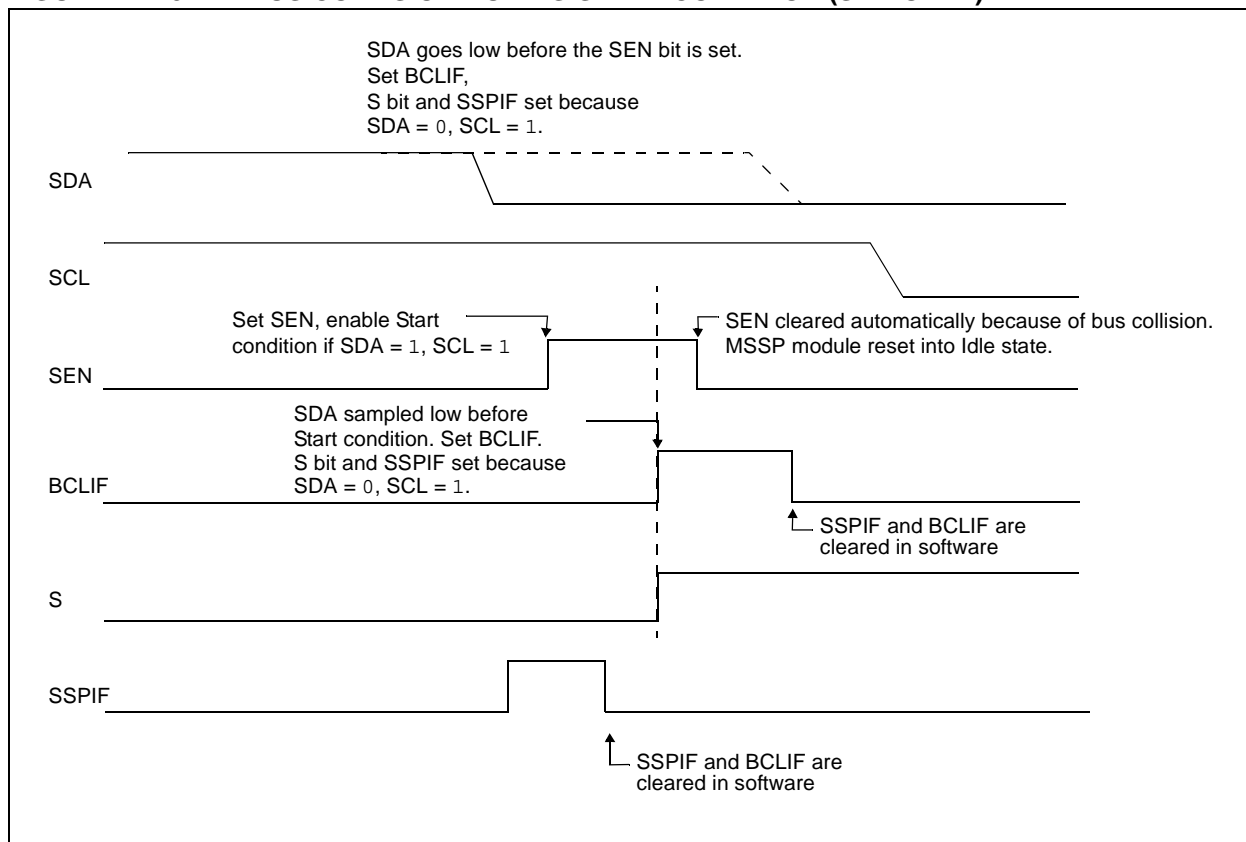 SDA goes low before the SEN bit is set.
Set BCLIF,
S bit and SSPIF set because
SDA = 0, SCL = 1.
SDA
SCL
Set SEN, enable Start
condition if SDA = 1, SCL = 1
SEN cleared automatically because of bus collision.
MSSP module reset into Idle state.
SEN
SDA sampled low before
Start condition. Set BCLIF.
S bit and SSPIF set because
SDA = 0, SCL = 1.
BCLIF
SSPIF and BCLIF are
cleared in software
S
SSPIF
SSPIF and BCLIF are
cleared in software